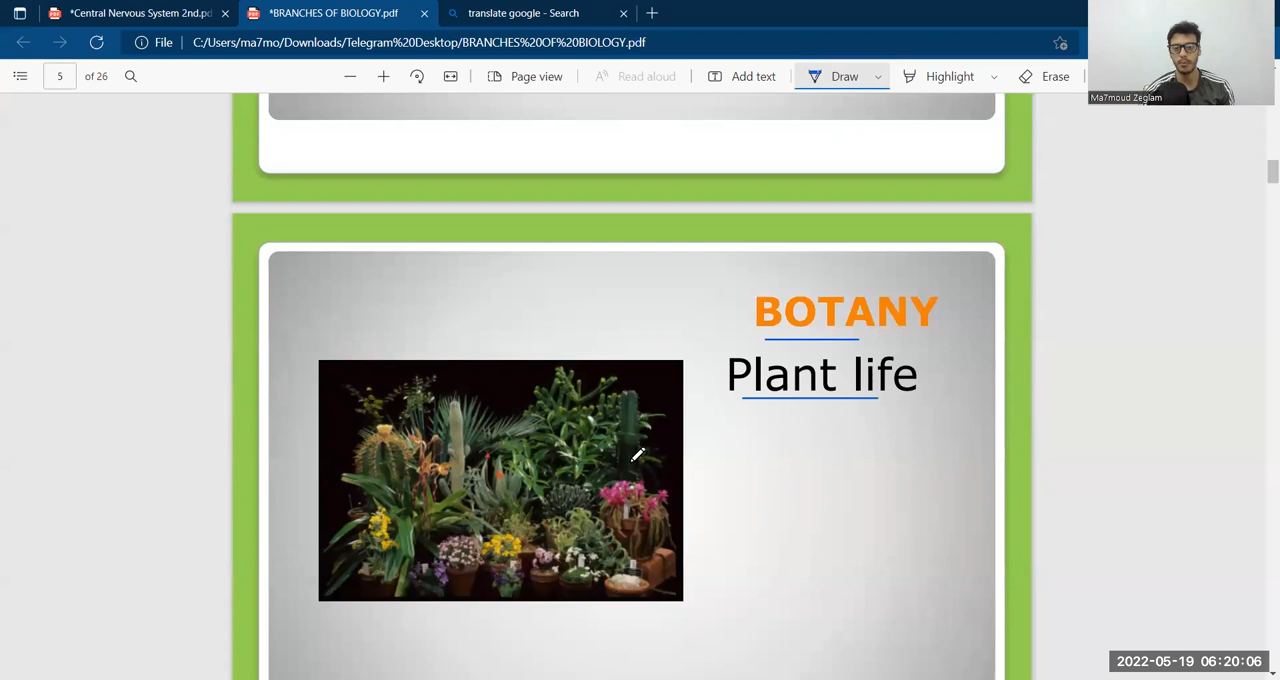 *Central Nervous System 2nd.pd
*BRANCHES OF BIOLOGY.pdf
translate google - Search
File
C:/Users/ma7mo/Downloads/Telegram%20Desktop/BRANCHES%20OF%20BIOLOGY.pdf
5 of 26
Page view
Read aloud
Add text
Draw
Highlight
Erase
Ma7moud Zeglam
BOTANY
Plant life
2022-05-19 06:20:06